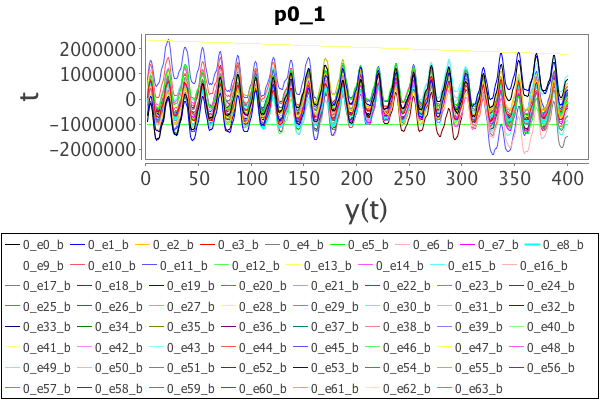 p0_1
2000000
1000000
0
−1000000
−2000000
t
0 50 100 150 200 250 300 350 400
y(t)
0_e0_b 0_e1_b 0_e2_b 0_e3_b 0_e4_b 0_e5_b 0_e6_b 0_e7_b 0_e8_b
0_e9_b 0_e10_b 0_e11_b 0_e12_b 0_e13_b 0_e14_b 0_e15_b 0_e16_b
0_e17_b 0_e18_b 0_e19_b 0_e20_b 0_e21_b 0_e22_b 0_e23_b 0_e24_b
0_e25_b 0_e26_b 0_e27_b 0_e28_b 0_e29_b 0_e30_b 0_e31_b 0_e32_b
0_e33_b 0_e34_b 0_e35_b 0_e36_b 0_e37_b 0_e38_b 0_e39_b 0_e40_b
0_e41_b 0_e42_b 0_e43_b 0_e44_b 0_e45_b 0_e46_b 0_e47_b 0_e48_b
0_e49_b 0_e50_b 0_e51_b 0_e52_b 0_e53_b 0_e54_b 0_e55_b 0_e56_b
0_e57_b 0_e58_b 0_e59_b 0_e60_b 0_e61_b 0_e62_b 0_e63_b